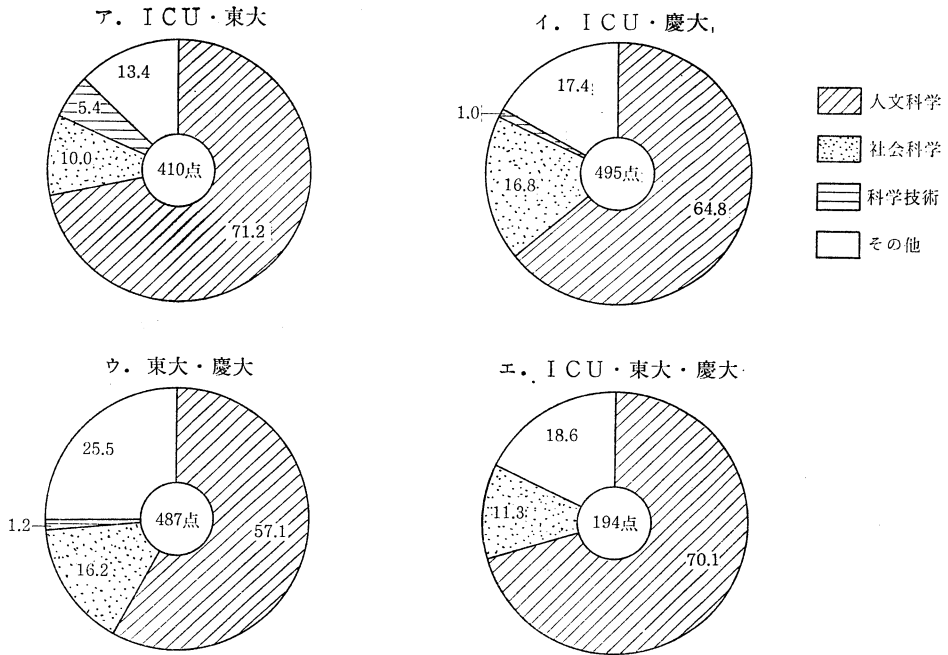 ア．ＩＣＵ・東大
13.4
5.4
10.0
410点
71.2
イ．ＩＣＵ・慶大
17.4
1.0
16.8
495点
64.8
人文科学
社会科学
科学技術
その他
ウ．東大・慶大
25.5
1.2
16.2
487点
57.1
エ．ＩＣＵ・東大・慶大
18.6
11.3
194点
70.1